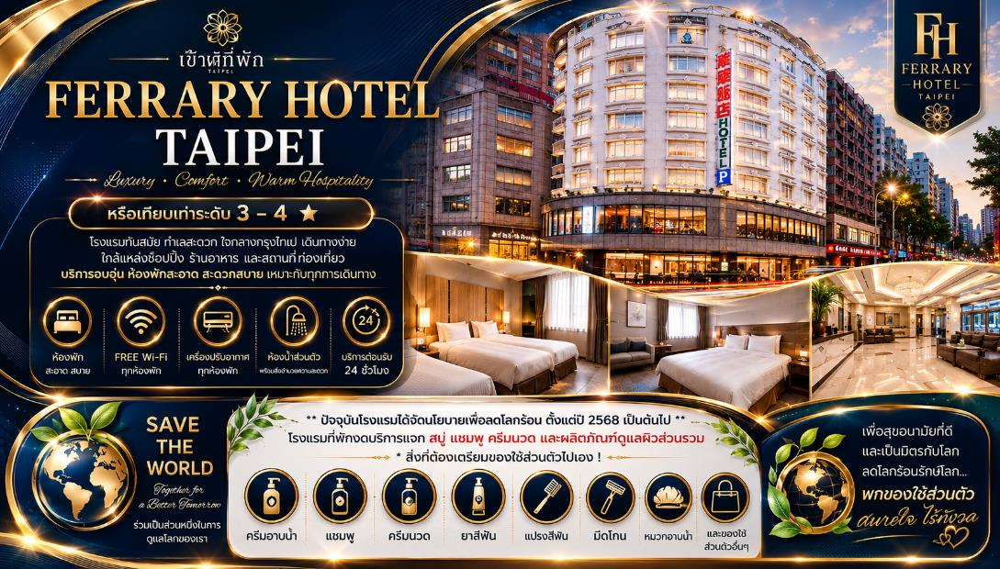 เข้าพักที่พัก
TAIPEI
FERRARY HOTEL
TAIPEI
Luxury • Comfort • Warm Hospitality
หรือเทียบเท่าระดับ 3 – 4 ★
โรงแรมทันสมัย ทำเลสะดวก ใจกลางกรุงไทเป เดินทางง่าย
ใกล้แหล่งช็อปปิ้ง ร้านอาหาร และสถานที่ท่องเที่ยว
บริการอบอุ่น ห้องพักสะอาด สะดวกสบาย เหมาะกับทุกการเดินทาง
ห้องพัก
สะอาด สบาย
FREE Wi-Fi
ทุกห้องพัก
เครื่องปรับอากาศ
ทุกห้องพัก
ห้องน้ำส่วนตัว
พร้อมสิ่งอำนวยความสะดวก
24
บริการต้อนรับ
24 ชั่วโมง
HOTEL
P
FH
FERRARY
HOTEL
TAIPEI
SAVE
THE
WORLD
Together for
a Better Tomorrow
ร่วมเป็นส่วนหนึ่งในการ
ดูแลโลกของเรา
** ปัจจุบันโรงแรมได้จัดนโยบายเพื่อลดโลกร้อน ตั้งแต่ปี 2568 เป็นต้นไป **
โรงแรมที่พักงดบริการแจก สบู่ แชมพู ครีมนวด และผลิตภัณฑ์ดูแลผิวส่วนรวม
* สิ่งที่ต้องเตรียมของใช้ส่วนตัวไปเอง !
ครีมอาบน้ำ
แชมพู
ครีมนวด
ยาสีฟัน
แปรงสีฟัน
มีดโกน
หมวกอาบน้ำ
และของใช้
ส่วนตัวอื่นๆ
เพื่อสุขอนามัยที่ดี
และเป็นมิตรกับโลก
ลดโลกร้อนรักษ์โลก...
พกของใช้ส่วนตัว